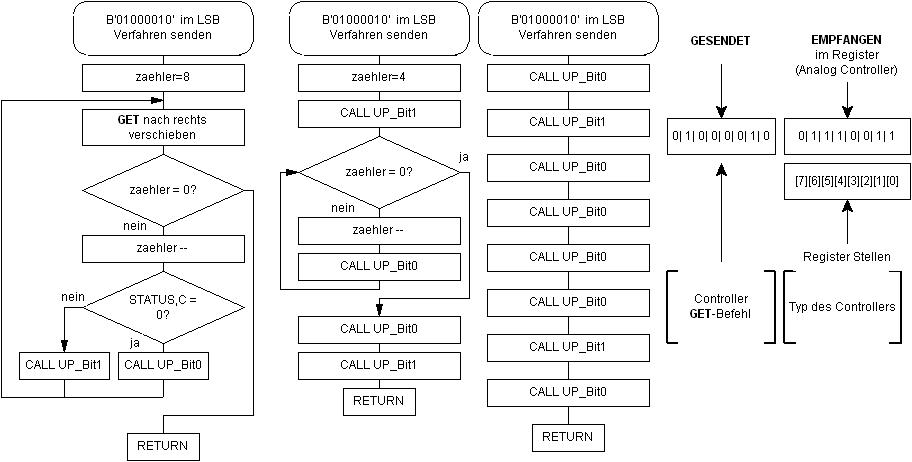 B'01000010' im LSB
Verfahren senden
zaehler=8
GET nach rechts
verschieben
zaehler = 0?
nein
zaehler --
nein
STATUS,C =
0?
ja
CALL UP_Bit1
CALL UP_Bit0
RETURN
B'01000010' im LSB
Verfahren senden
zaehler=4
CALL UP_Bit1
ja
zaehler = 0?
nein
zaehler --
CALL UP_Bit0
CALL UP_Bit0
CALL UP_Bit1
RETURN
B'01000010' im LSB
Verfahren senden
CALL UP_Bit0
CALL UP_Bit1
CALL UP_Bit0
CALL UP_Bit0
CALL UP_Bit0
CALL UP_Bit0
CALL UP_Bit1
CALL UP_Bit0
RETURN
GESENDET
0| 1| 0| 0| 0| 0| 1| 0
Controller
GET-Befehl
EMPFANGEN
im Register
(Analog Controller)
0| 1| 1| 1| 0| 0| 1| 1
[7][6][5][4][3][2][1][0]
Register Stellen
Typ des Controllers